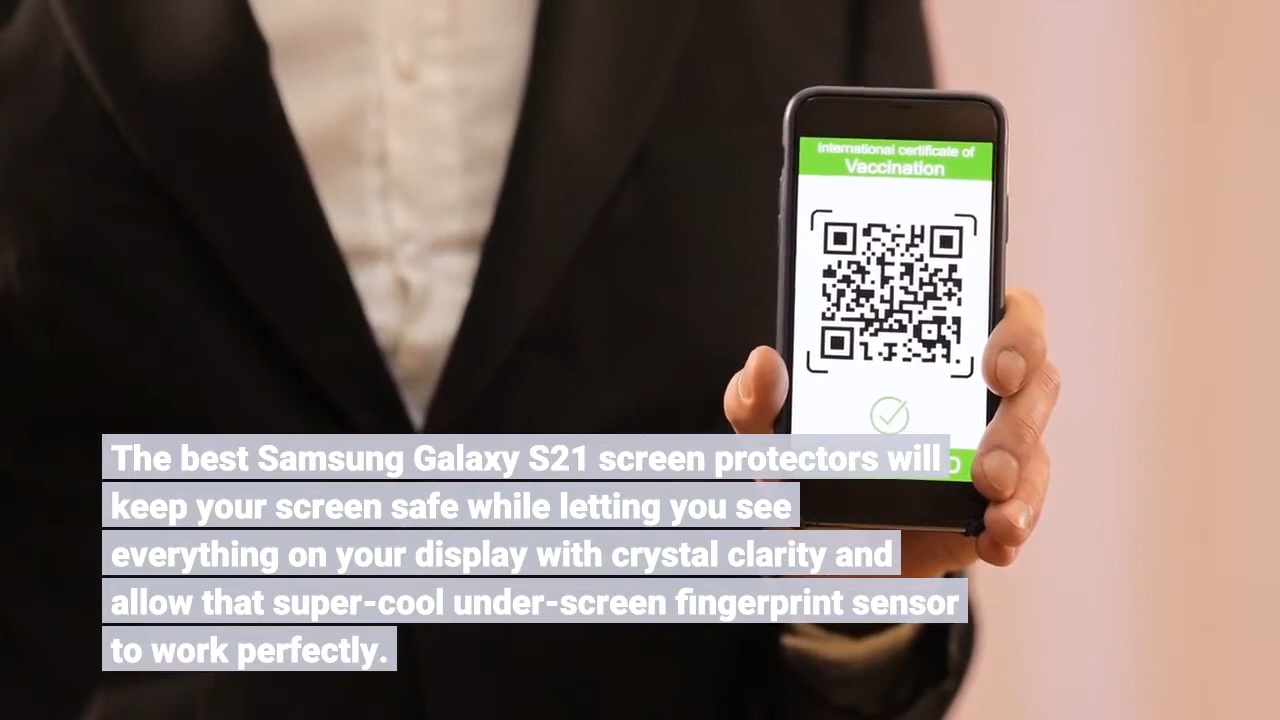 International certificate of
Vaccination
The best Samsung Galaxy S21 screen protectors will
keep your screen safe while letting you see
everything on your display with crystal clarity and
allow that super-cool under-screen fingerprint sensor
to work perfectly.